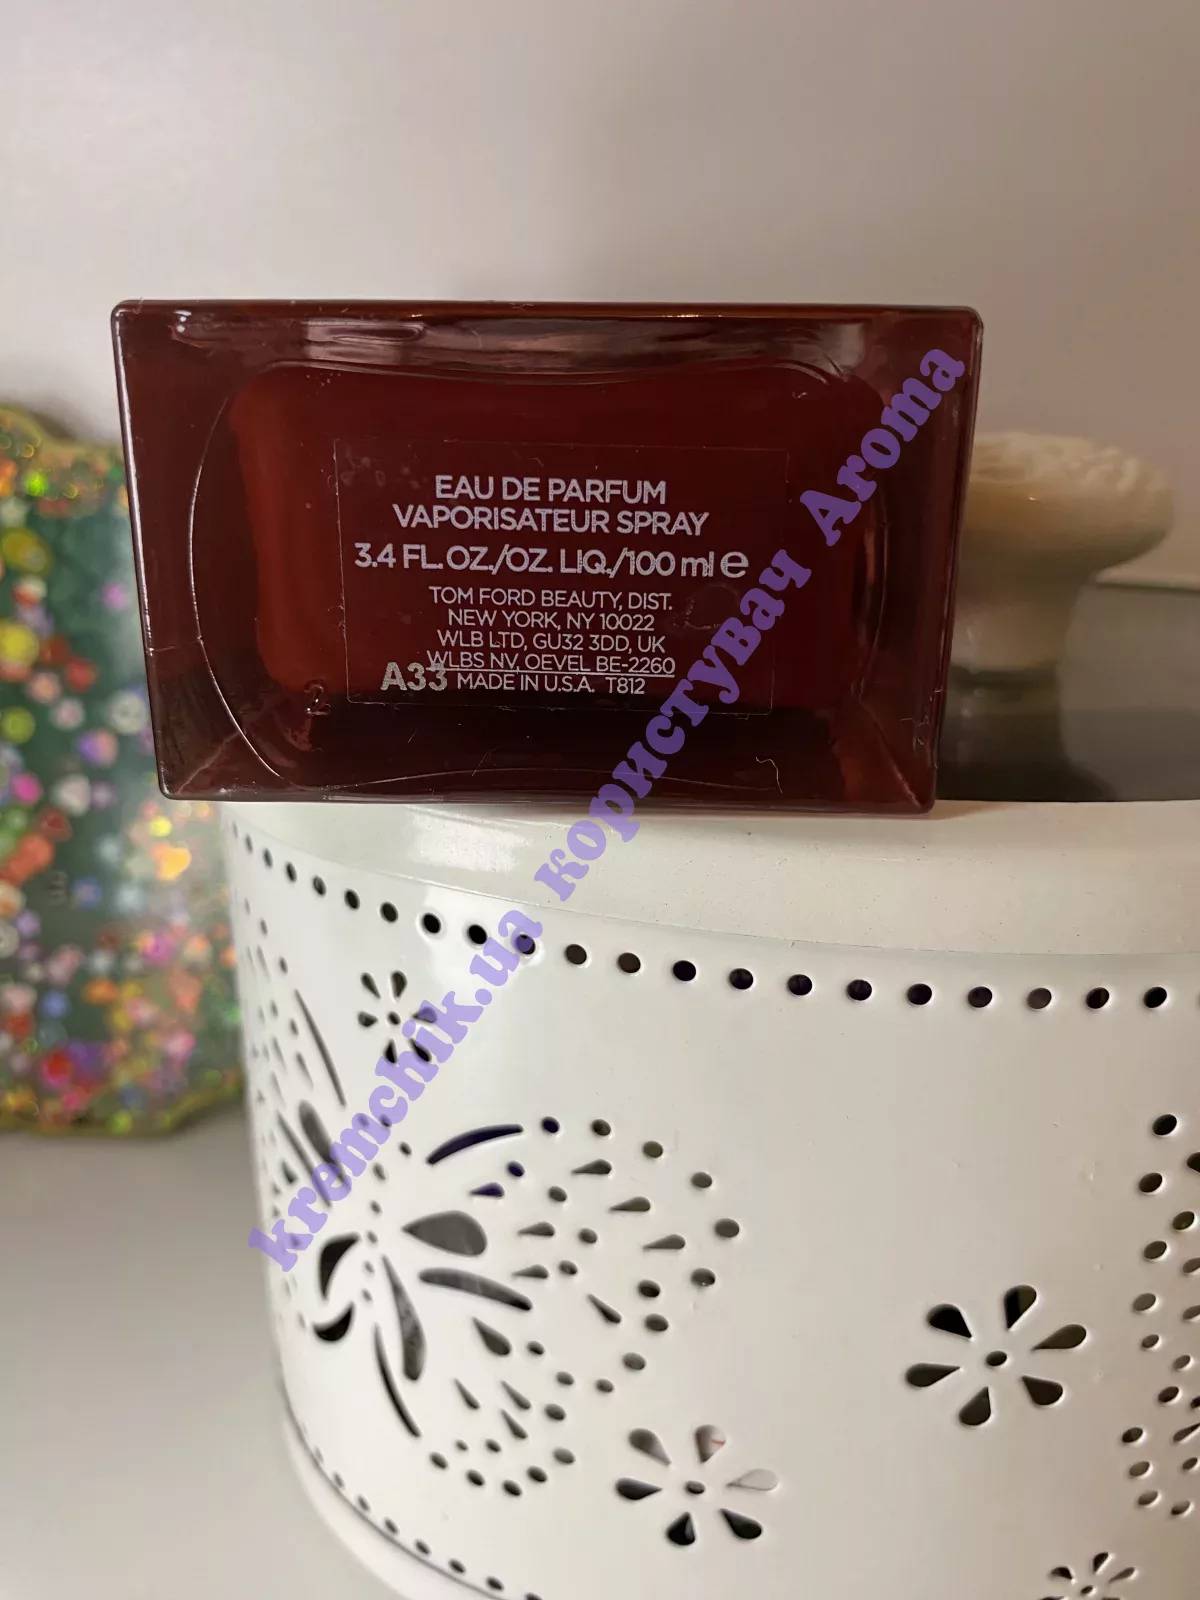 EAU DE PARFUM
VAPORISATEUR SPRAY
3.4 FL.OZ./OZ. LIQ./100 ml e
TOM FORD BEAUTY, DIST.
NEW YORK, NY 10022
WLB LTD, GU32 3DD, UK
WLBS NV, OEVEL BE-2260
A33 MADE IN U.S.A. T812
2
kremchik.ua користувач Aroma